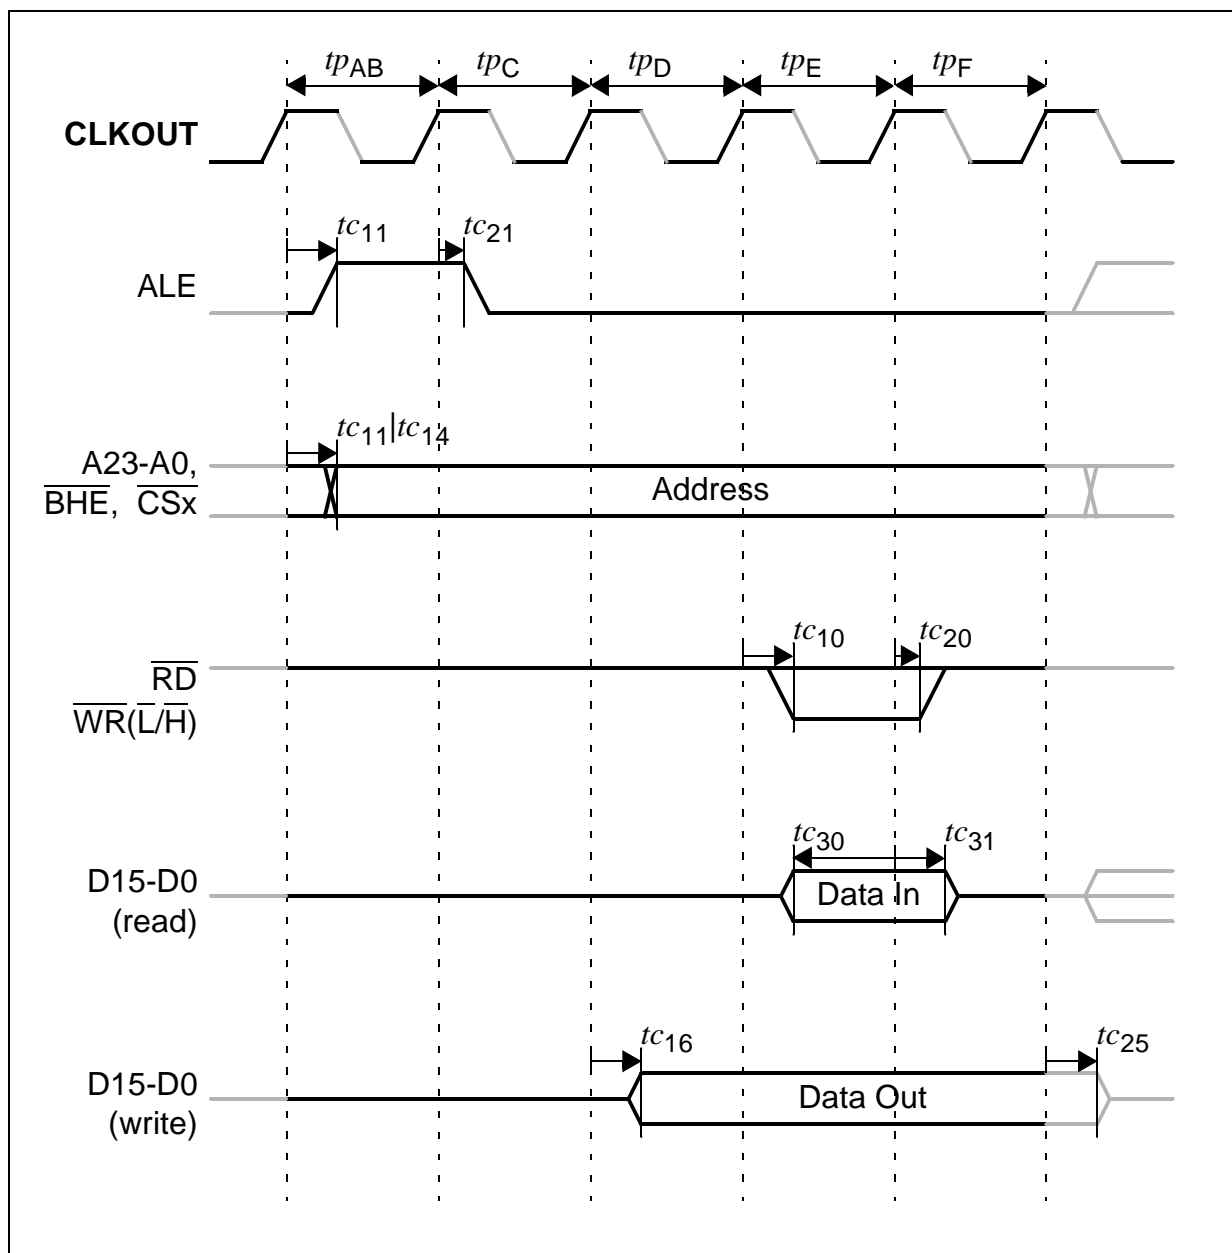 tpAB tpC tpD tpE tpF
CLKOUT
tc11 tc21
ALE
tc11|tc14
A23-A0,
BHE, CSx
Address
tc10 tc20
RD
WR(L/H)
tc30 tc31
D15-D0
(read)
Data In
tc16 tc25
D15-D0
(write)
Data Out